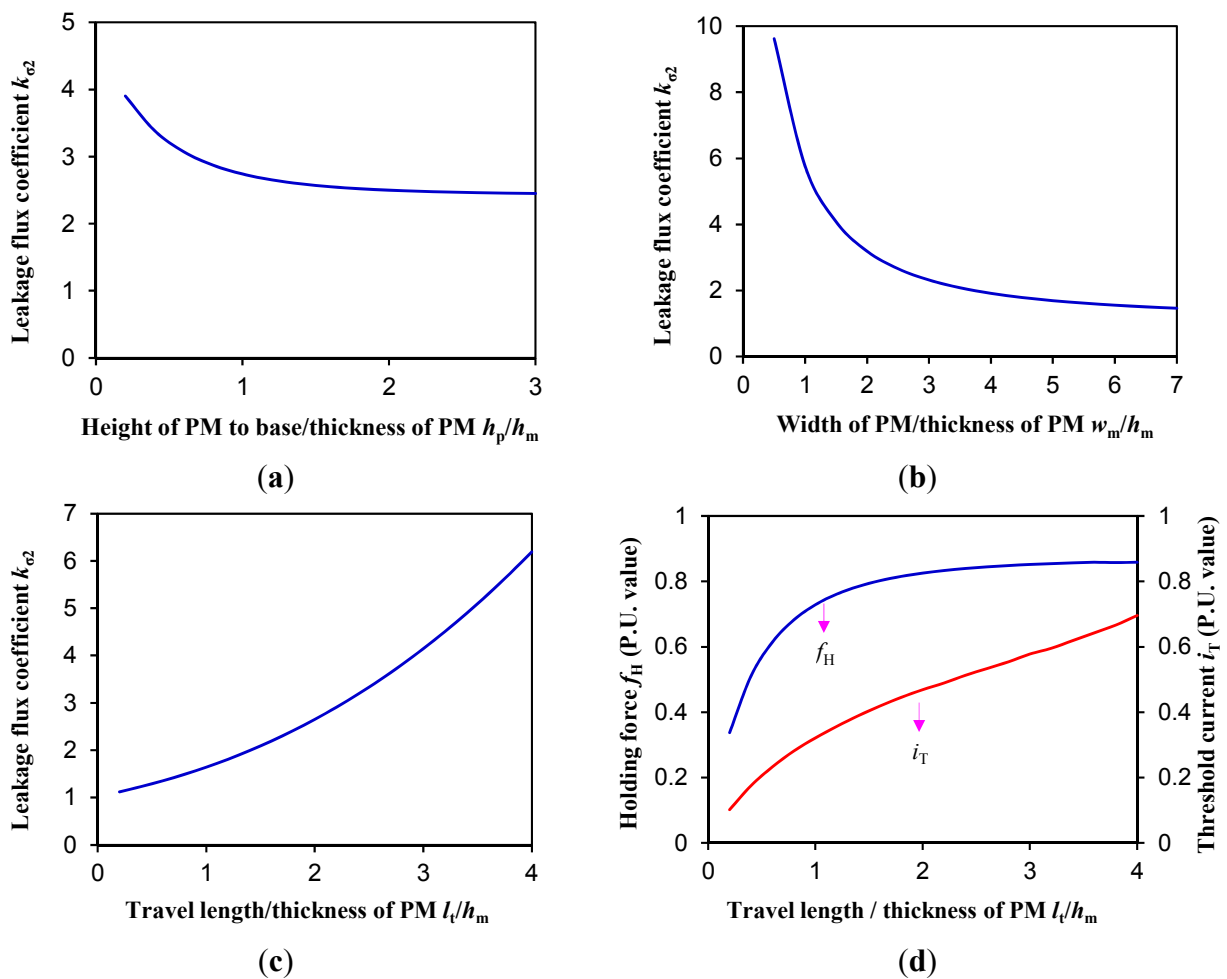 Leakage flux coefficient kσ2
5
4
3
2
1
0
0 1 2 3
Height of PM to base/thickness of PM hp/hm
(a)
Leakage flux coefficient kσ2
10
8
6
4
2
0
0 1 2 3 4 5 6 7
Width of PM/thickness of PM wm/hm
(b)
Leakage flux coefficient kσ2
7
6
5
4
3
2
1
0
0 1 2 3 4
Travel length/thickness of PM lt/hm
(c)
Holding force fH (P.U. value)
1
0.8
0.6
0.4
0.2
0
fH
iT
1
0.8
0.6
0.4
0.2
0
Threshold current iT (P.U. value)
0 1 2 3 4
Travel length / thickness of PM lt/hm
(d)